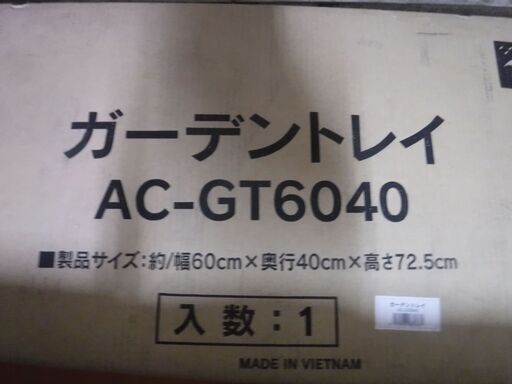 ガーデントレイ
AC-GT6040
■製品サイズ:約/幅60cm×奥行40cm×高さ72.5cm
入数:1
ガーデントレイ
MADE IN VIETNAM